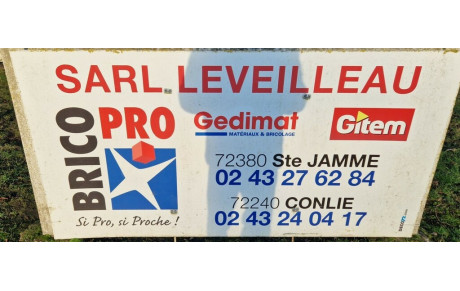 SARL LEVEILLEAU
BRICO PRO
Si Pro, si Proche !
Gedimat
MATÉRIAUX & BRICOLAGE
Gitem
72380 Ste JAMME
02 43 27 62 84
72240 CONLIE
02 43 24 04 17